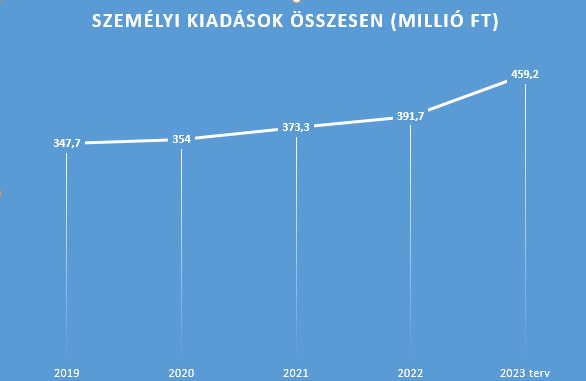 SZEMÉLYI KIADÁSOK ÖSSZESEN (MILLIÓ FT)
459,2
391,7
373,3
354
347,7
2019 2020 2021 2022 2023 terv